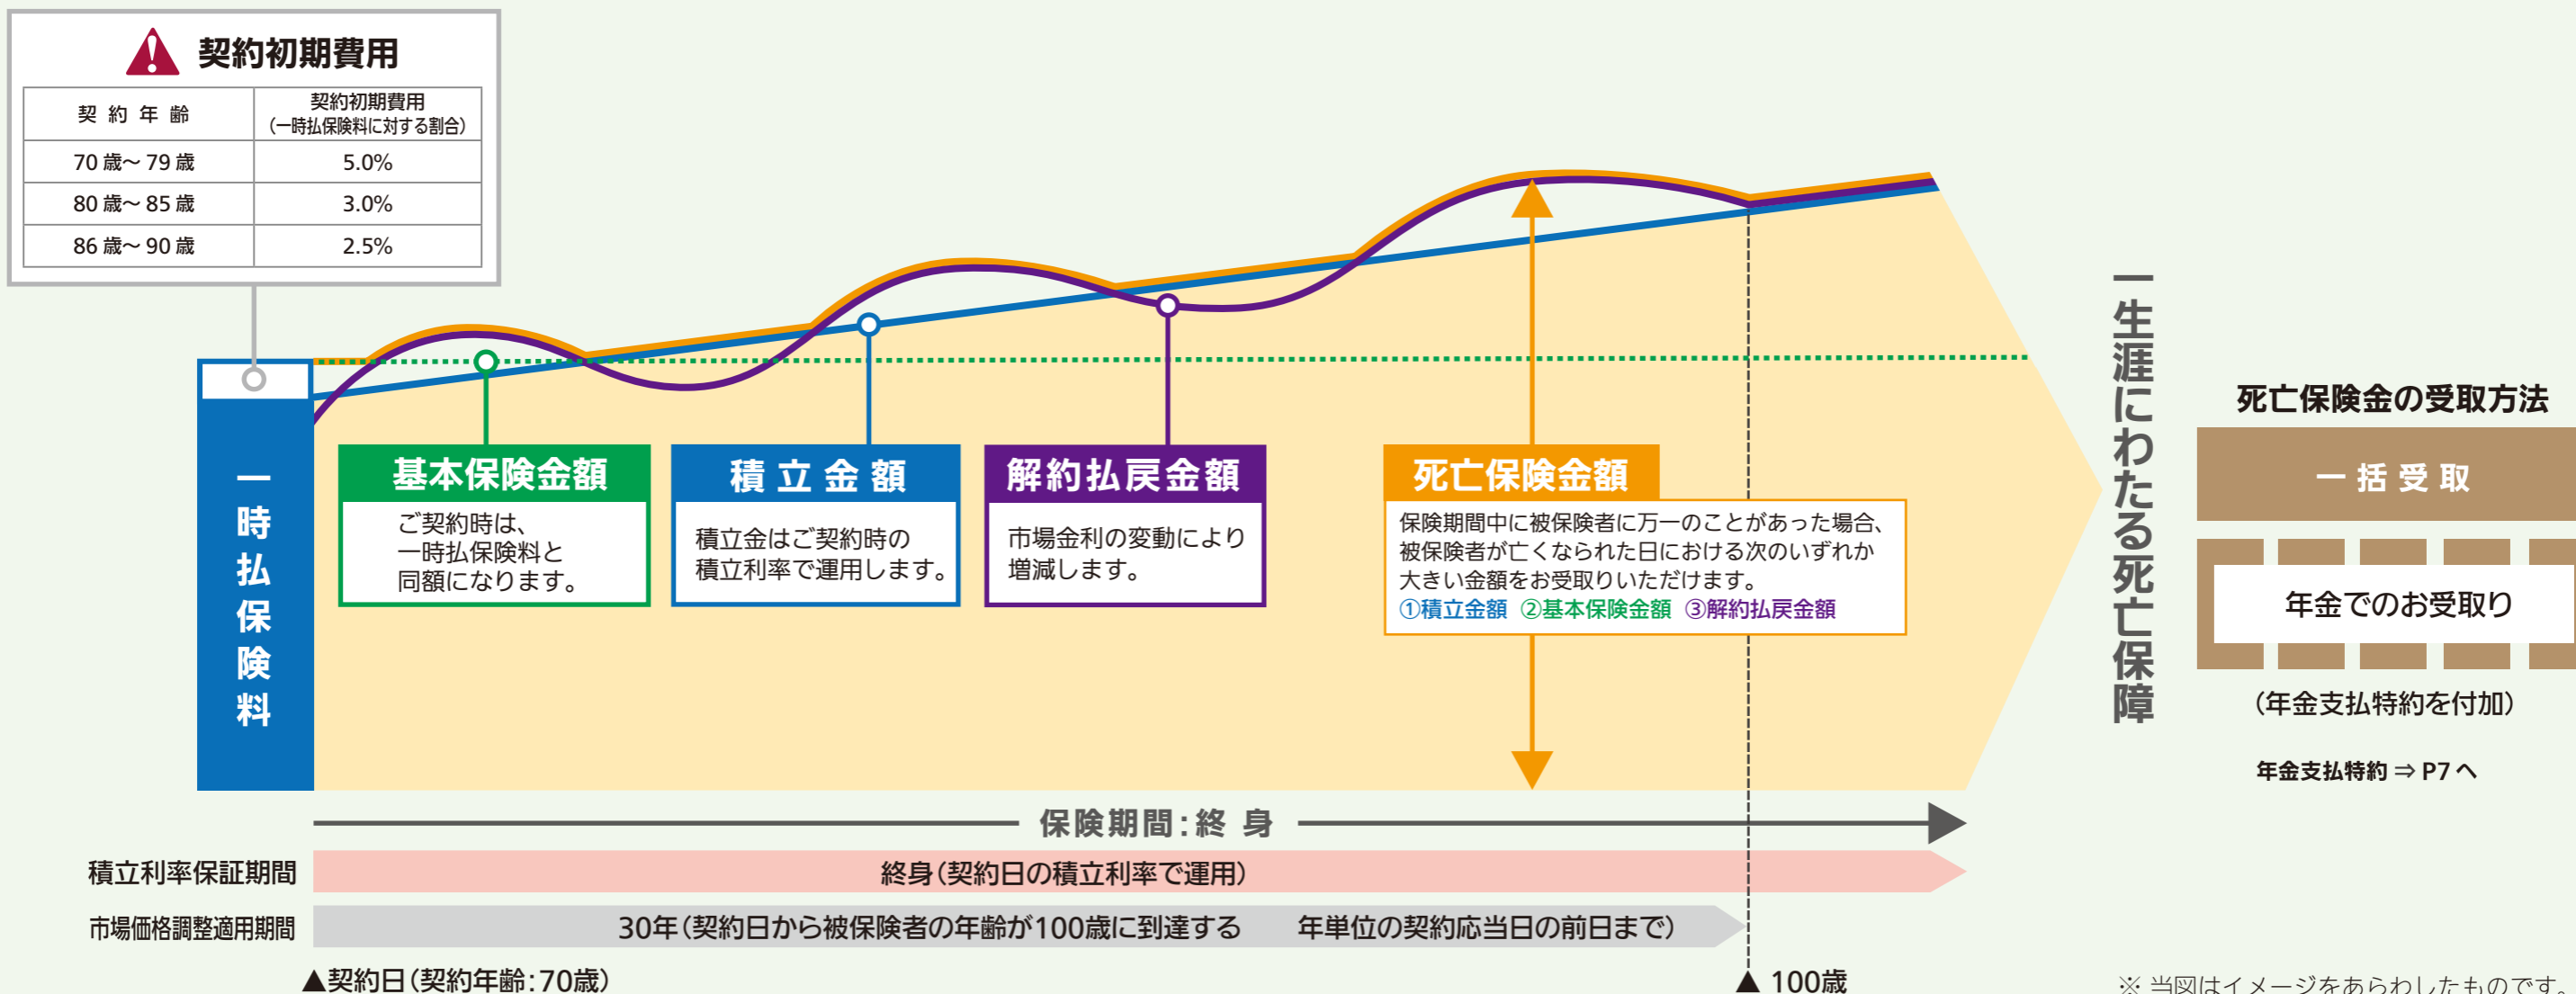 契約初期費用
契約年齢
契約初期費用
（一時払保険料に対する割合）
70歳～79歳 5.0%
80歳～85歳 3.0%
86歳～90歳 2.5%
一時払保険料
基本保険金額
ご契約時は、
一時払保険料と
同額になります。
積立金額
積立金はご契約時の
積立利率で運用します。
解約払戻金額
市場金利の変動により
増減します。
死亡保険金額
保険期間中に被保険者に万一のことがあった場合、
被保険者が亡くなられた日における次のいずれか
大きい金額をお受取りいただけます。
①積立金額 ②基本保険金額 ③解約払戻金額
一生涯にわたる死亡保障
死亡保険金の受取方法
一括受取
年金でのお受取り
（年金支払特約を付加）
年金支払特約 ⇒ P7 へ
保険期間：終身
積立利率保証期間
終身（契約日の積立利率で運用）
市場価格調整適用期間
30年（契約日から被保険者の年齢が100歳に到達する 年単位の契約応当日の前日まで）
▲契約日（契約年齢：70歳）
▲ 100歳
※ 当図はイメージをあらわしたものです。